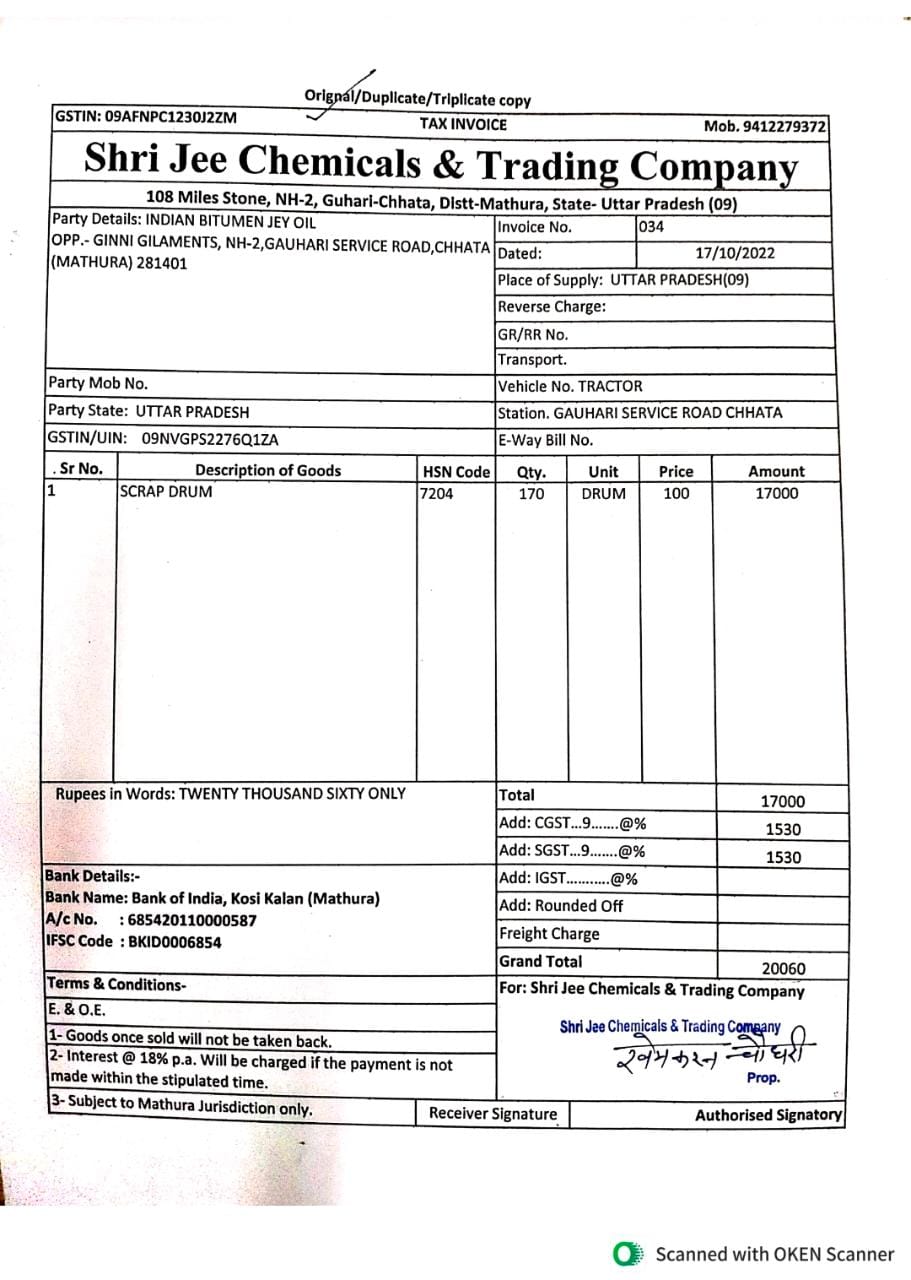 Orignal/Duplicate/Triplicate copy
GSTIN: 09AFNPC1230J2ZM TAX INVOICE Mob. 9412279372
Shri Jee Chemicals & Trading Company
108 Miles Stone, NH-2, Guhari-Chhata, Distt-Mathura, State- Uttar Pradesh (09)
Party Details: INDIAN BITUMEN JEY OIL
OPP.- GINNI GILAMENTS, NH-2,GAUHARI SERVICE ROAD,CHHATA
(MATHURA) 281401
Invoice No. 034
Dated: 17/10/2022
Place of Supply: UTTAR PRADESH(09)
Reverse Charge:
GR/RR No.
Transport.
Party Mob No. Vehicle No. TRACTOR
Party State: UTTAR PRADESH Station. GAUHARI SERVICE ROAD CHHATA
GSTIN/UIN: 09NVGPS2276Q1ZA E-Way Bill No.
. Sr No. Description of Goods HSN Code Qty. Unit Price Amount
1 SCRAP DRUM 7204 170 DRUM 100 17000
Rupees in Words: TWENTY THOUSAND SIXTY ONLY
Total 17000
Add: CGST...9.......@% 1530
Add: SGST...9.......@% 1530
Add: IGST...........@%
Add: Rounded Off
Freight Charge
Grand Total 20060
Bank Details:-
Bank Name: Bank of India, Kosi Kalan (Mathura)
A/c No. : 685420110000587
IFSC Code : BKID0006854
Terms & Conditions-
E. & O.E.
1- Goods once sold will not be taken back.
2- Interest @ 18% p.a. Will be charged if the payment is not
made within the stipulated time.
3- Subject to Mathura Jurisdiction only.
For: Shri Jee Chemicals & Trading Company
Shri Jee Chemicals & Trading Company
चौधरी
Prop.
Receiver Signature Authorised Signatory
Scanned with OKEN Scanner